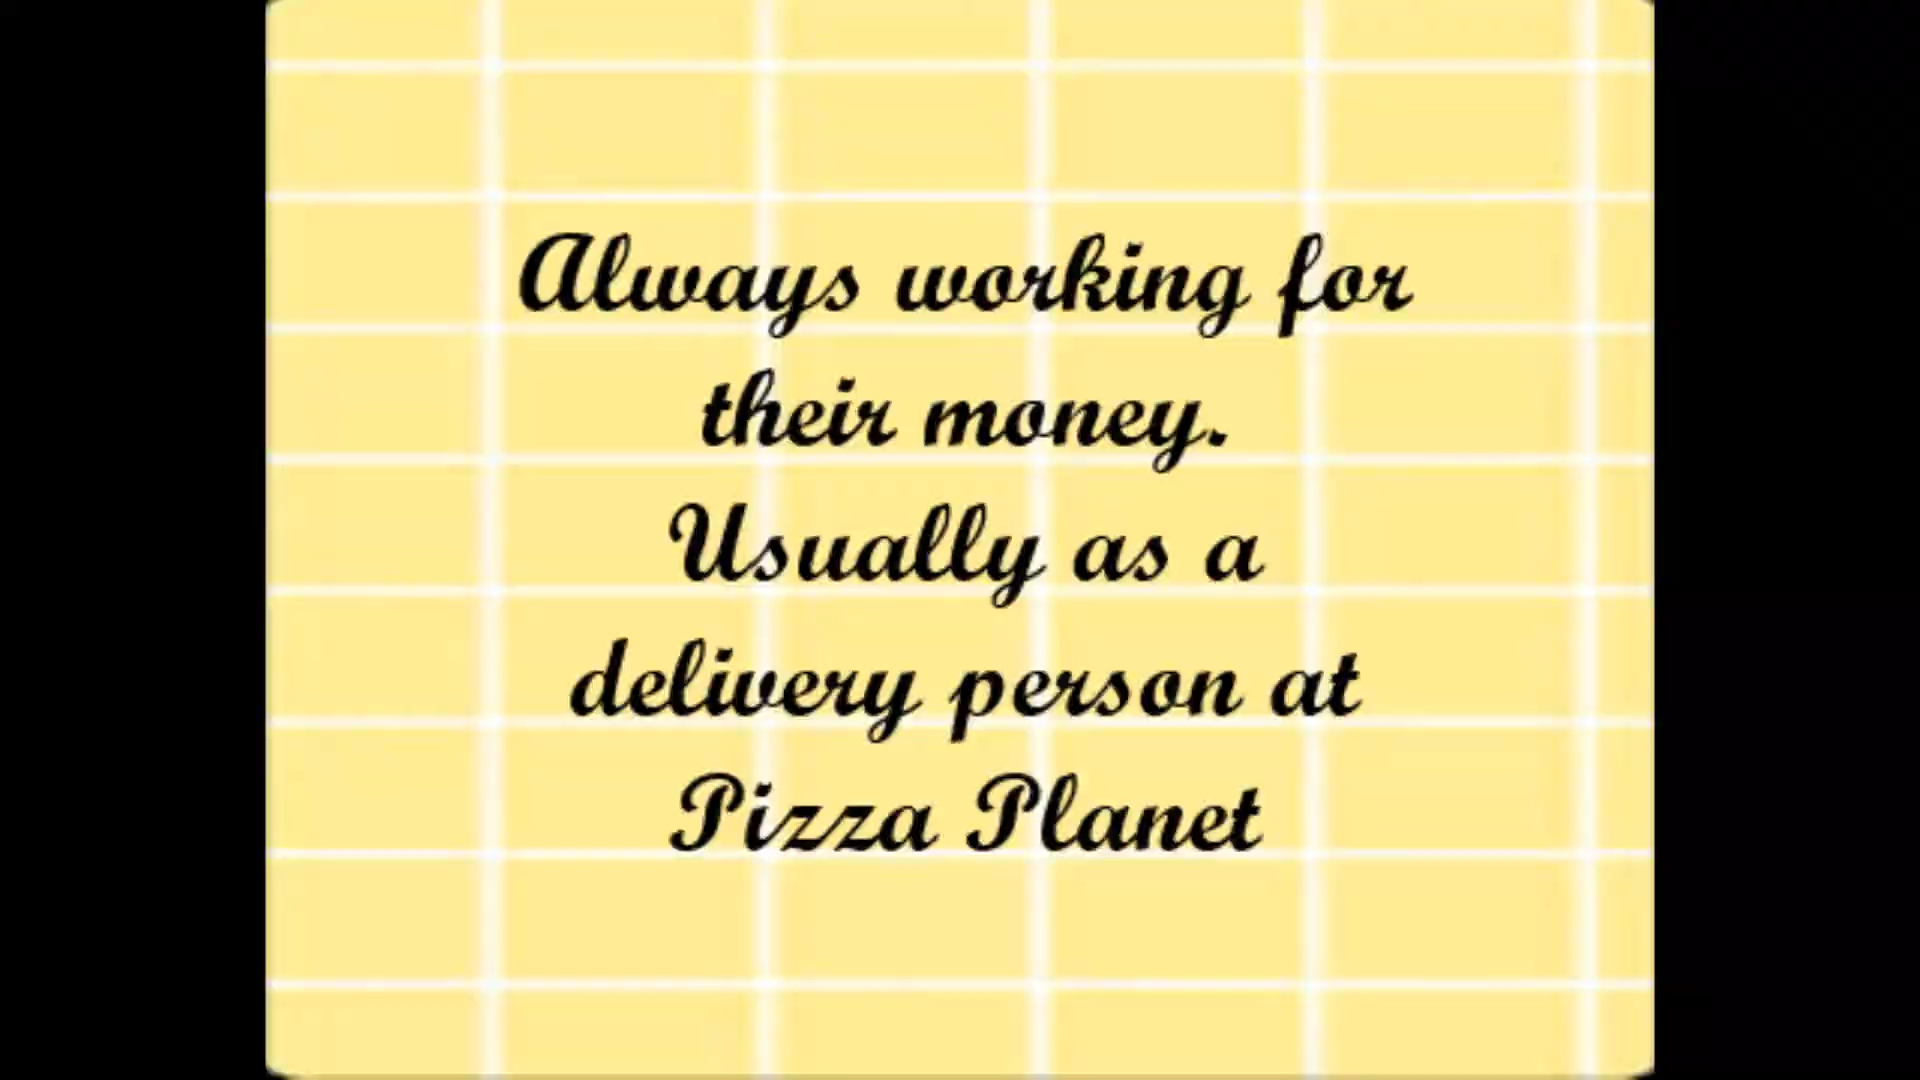 Always working for
their money.
Usually as a
delivery person at
Pizza Planet